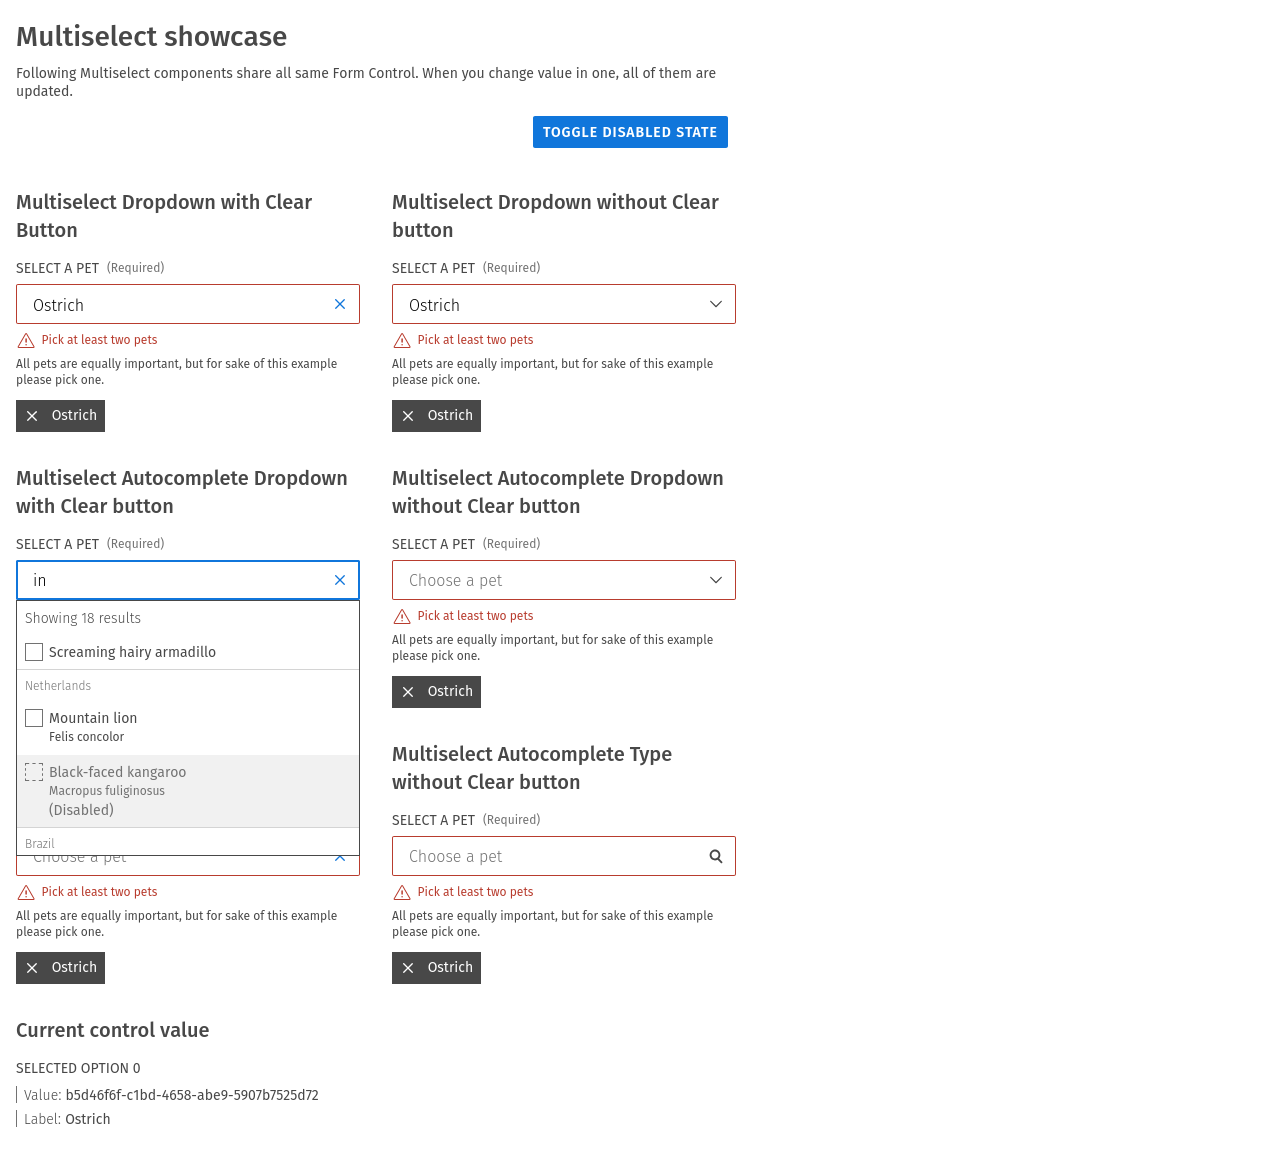 Multiselect showcase
Following Multiselect components share all same Form Control. When you change value in one, all of them are
updated.
TOGGLE DISABLED STATE
Multiselect Dropdown with Clear
Button
SELECT A PET (Required)
Ostrich
Pick at least two pets
All pets are equally important, but for sake of this example
please pick one.
Ostrich
Multiselect Dropdown without Clear
button
SELECT A PET (Required)
Ostrich
Pick at least two pets
All pets are equally important, but for sake of this example
please pick one.
Ostrich
Multiselect Autocomplete Dropdown
with Clear button
SELECT A PET (Required)
in
Showing 18 results
Screaming hairy armadillo
Netherlands
Mountain lion
Felis concolor
Black-faced kangaroo
Macropus fuliginosus
(Disabled)
Brazil
Choose a pet
Pick at least two pets
All pets are equally important, but for sake of this example
please pick one.
Ostrich
Multiselect Autocomplete Dropdown
without Clear button
SELECT A PET (Required)
Choose a pet
Pick at least two pets
All pets are equally important, but for sake of this example
please pick one.
Ostrich
Multiselect Autocomplete Type
without Clear button
SELECT A PET (Required)
Choose a pet
Pick at least two pets
All pets are equally important, but for sake of this example
please pick one.
Ostrich
Current control value
SELECTED OPTION 0
Value: b5d46f6f-c1bd-4658-abe9-5907b7525d72
Label: Ostrich